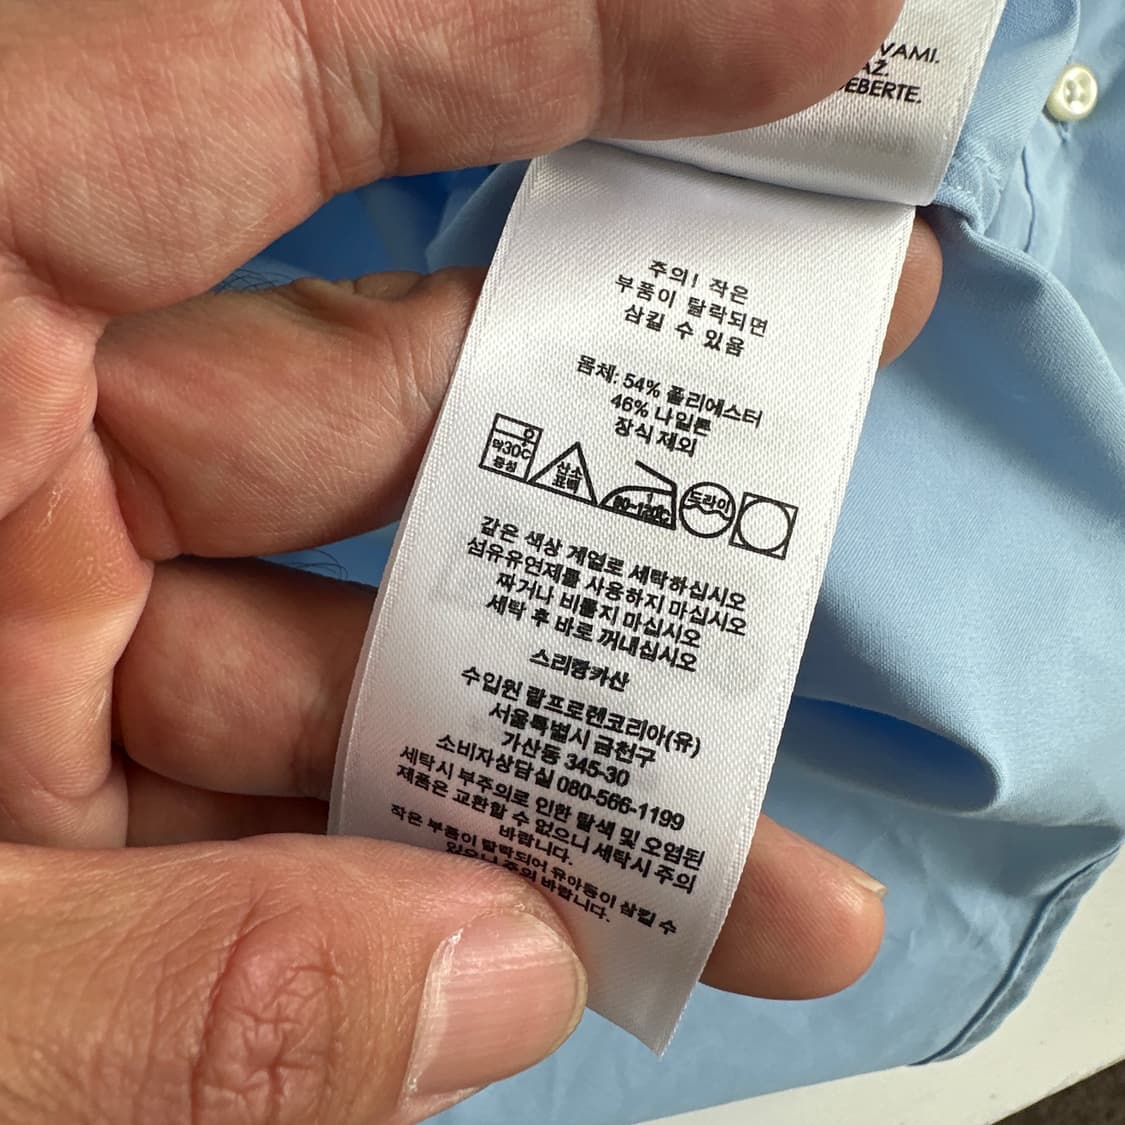 VAMI.
AŽ.
EBERTE.
주의! 작은
부품이 탈락되면
삼킬 수 있음
몸체: 54% 폴리에스터
46% 나일론
장식 제외
약30C
중성
산소
표백
80~120C
드라이
같은 색상 계열로 세탁하십시오
섬유유연제를 사용하지 마십시오
짜거나 비틀지 마십시오
세탁 후 바로 꺼내십시오
스리랑카산
수입원 랄프로렌코리아(유)
서울특별시 금천구
가산동 345-30
소비자상담실 080-566-1199
세탁시 부주의로 인한 탈색 및 오염된
제품은 교환할 수 없으니 세탁시 주의
바랍니다.
작은 부품이 탈락되어 유아등이 삼킬 수
있으니 주의 바랍니다.